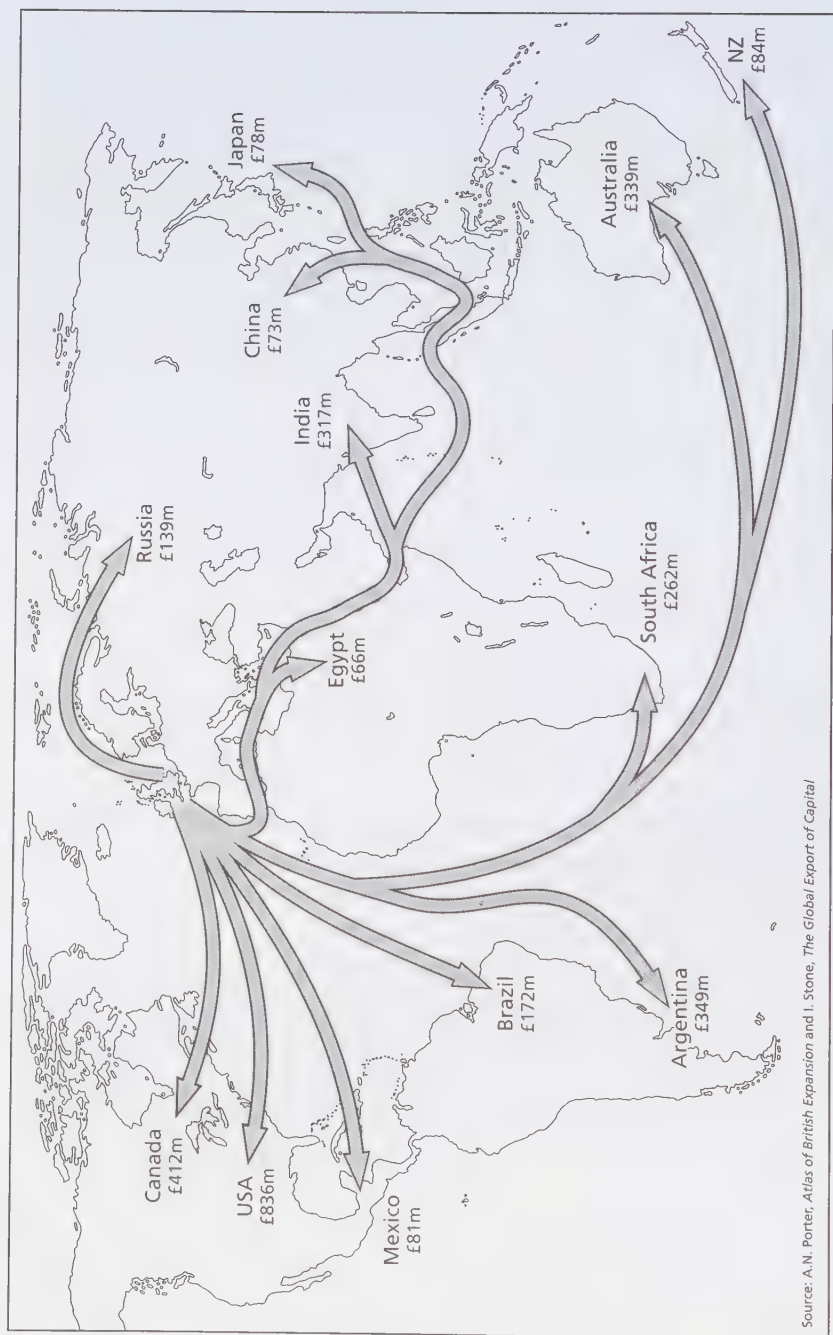 Canada
£412m
USA
£836m
Mexico
£81m
Brazil
£172m
Argentina
£349m
Russia
£139m
Egypt
£66m
India
£317m
China
£73m
Japan
£78m
South Africa
£262m
Australia
£339m
NZ
£84m
Source: A.N. Porter, Atlas of British Expansion and I. Stone, The Global Export of Capital